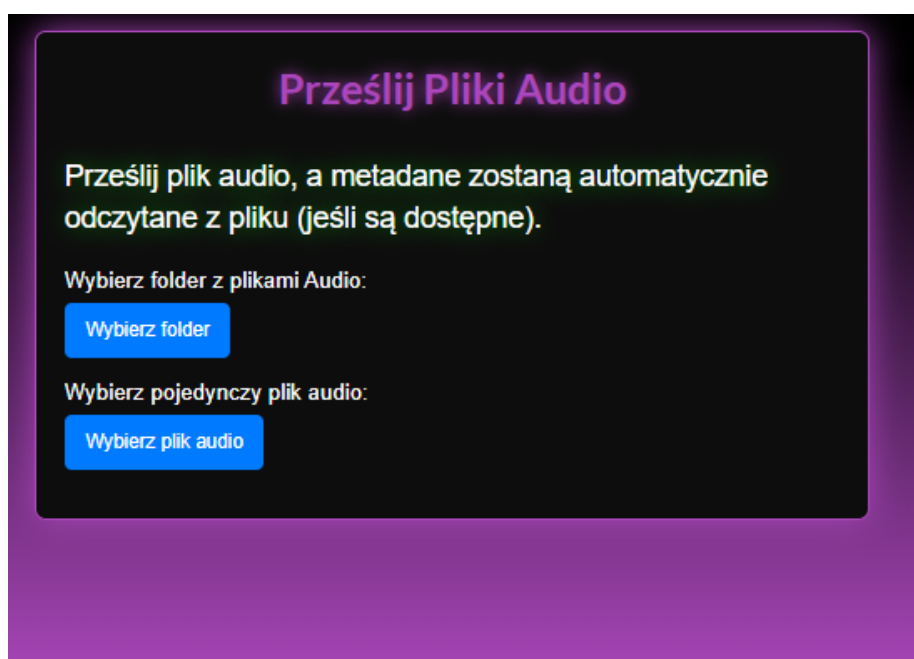 Prześlij Pliki Audio
Prześlij plik audio, a metadane zostaną automatycznie
odczytane z pliku (jeśli są dostępne).
Wybierz folder z plikami Audio:
Wybierz folder
Wybierz pojedynczy plik audio:
Wybierz plik audio